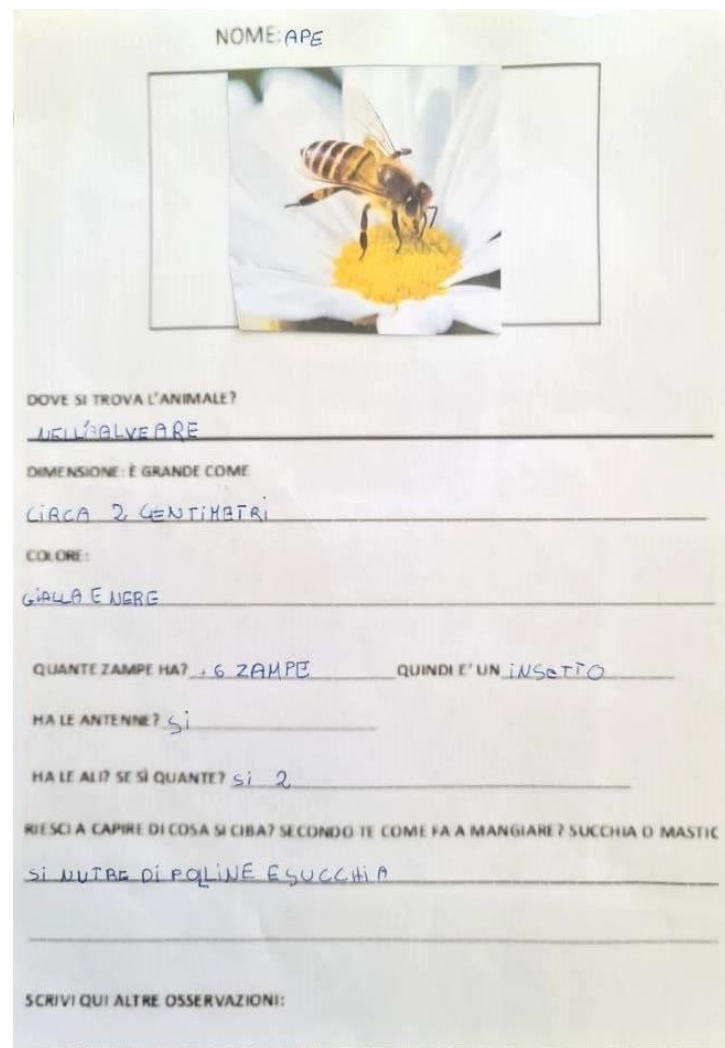 NOME: APE
DOVE SI TROVA L'ANIMALE?
NELL'ALVEARE
DIMENSIONE: È GRANDE COME
CIRCA 2 CENTIMETRI
COLORE:
GIALLA E NERE
QUANTE ZAMPE HA? 6 ZAMPE QUINDI E' UN INSETTO
HA LE ANTENNE? Si
HA LE ALI? SE SÌ QUANTE? Si 2
RIESCI A CAPIRE DI COSA SI CIBA? SECONDO TE COME FA A MANGIARE? SUCCHIA O MASTIC
Si NUTRE DI POLINE E SUCCHIA
SCRIVI QUI ALTRE OSSERVAZIONI: